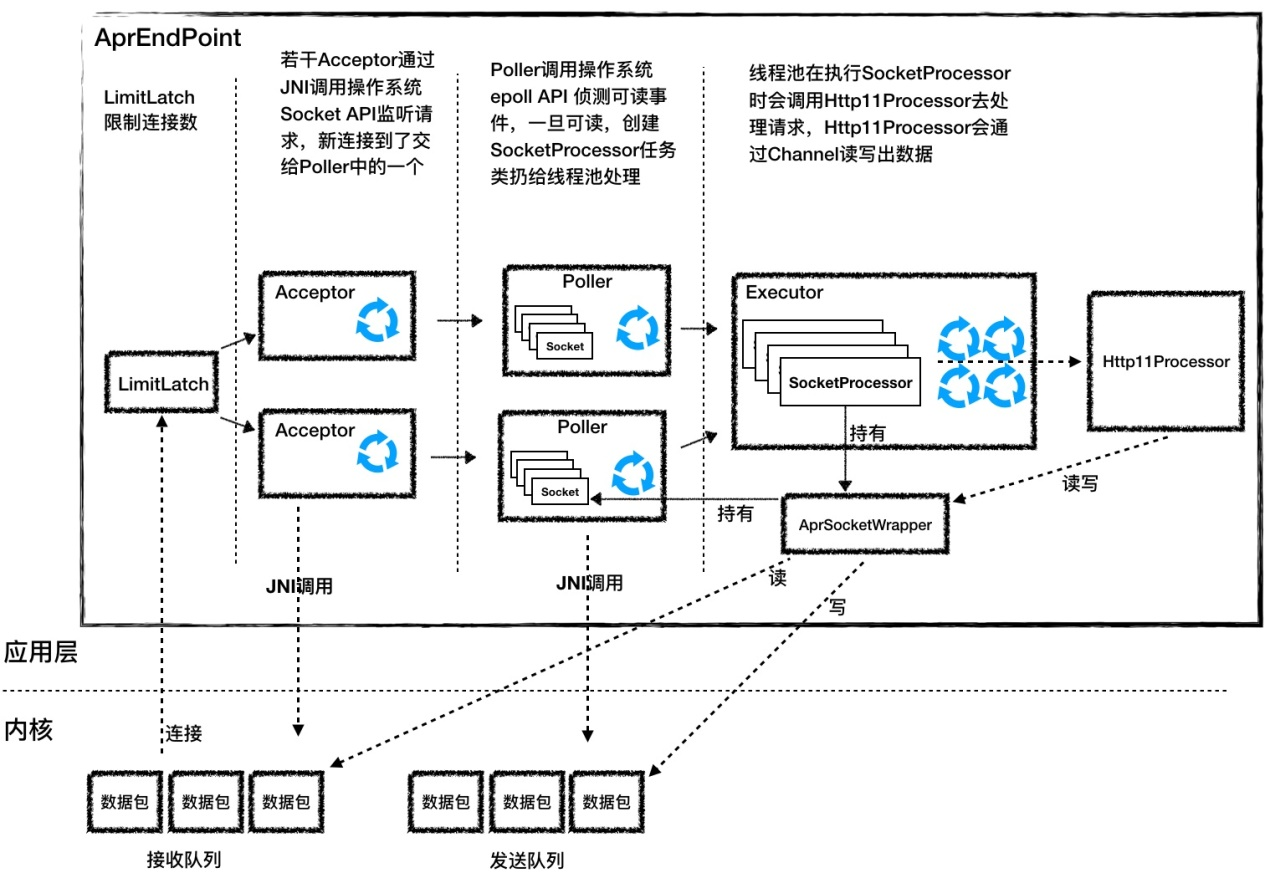 AprEndPoint
LimitLatch
限制连接数
若干Acceptor通过
JNI调用操作系统
Socket API监听请
求，新连接到了交
给Poller中的一个
Poller调用操作系统
epoll API 侦测可读事
件，一旦可读，创建
SocketProcessor任务
类扔给线程池处理
线程池在执行SocketProcessor
时会调用Http11Processor去处
理请求，Http11Processor会通
过Channel读写出数据
LimitLatch
Acceptor
Acceptor
Poller
Socket
Poller
Socket
Executor
SocketProcessor
Http11Processor
持有
持有
读写
AprSocketWrapper
JNI调用
JNI调用
读
写
应用层
内核
连接
数据包
数据包
数据包
接收队列
数据包
数据包
数据包
发送队列